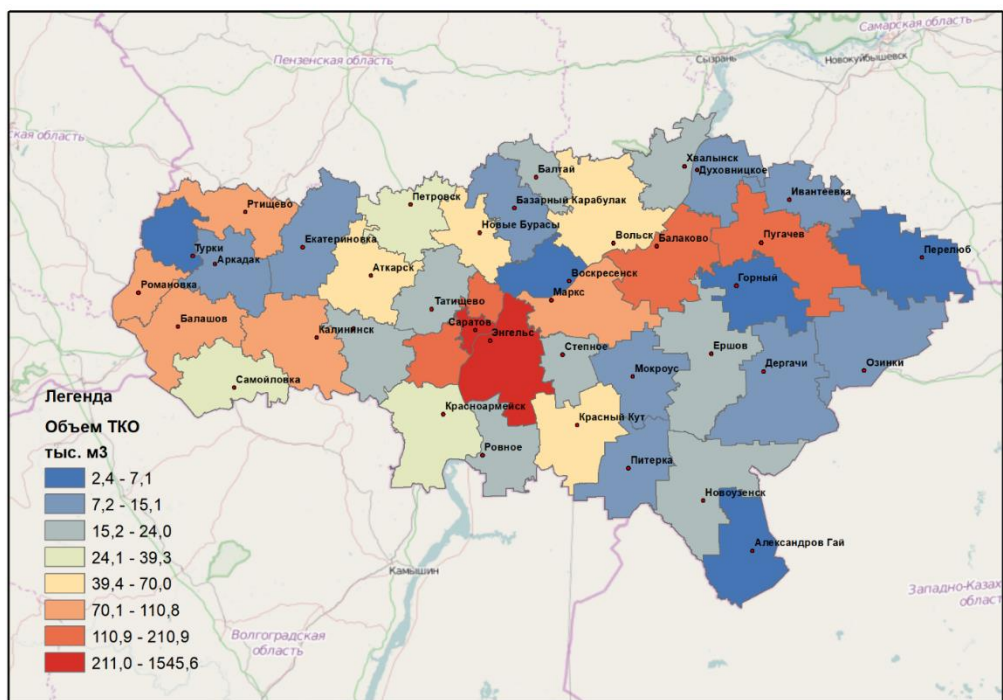 Самарская область
Пензенская область
Сызрань
Новокуйбышевск
ская область
Хвалынск
Балтай
Духовницкое
Ивантеевка
Петровск
Базарный Карабулак
Ртищево
Новые Бурасы
Вольск
Балаково
Пугачев
Екатериновка
Турки
Аркадак
Перелюб
Аткарск
Воскресенск
Горный
Романовка
Маркс
Татищево
Балашов
Калининск
Саратов
Энгельс
Степное
Ершов
Дергачи
Озинки
Мокроус
Самойловка
Легенда
Красноармейск
Красный Кут
Объем ТКО
тыс. м3
Ровное
Питерка
2,4 - 7,1
7,2 - 15,1
Новоузенск
15,2 - 24,0
24,1 - 39,3
Александров Гай
39,4 - 70,0
Камышин
Западно-Казах
област
70,1 - 110,8
110,9 - 210,9
Волгоградская
область
211,0 - 1545,6